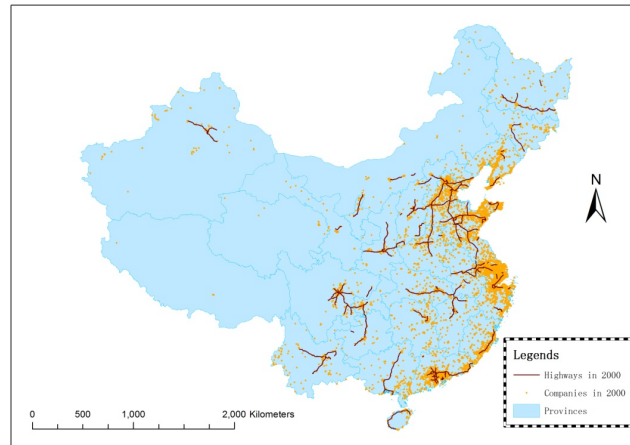 N
Legends
Highways in 2000
Companies in 2000
Provinces
0 500 1,000 2,000 Kilometers